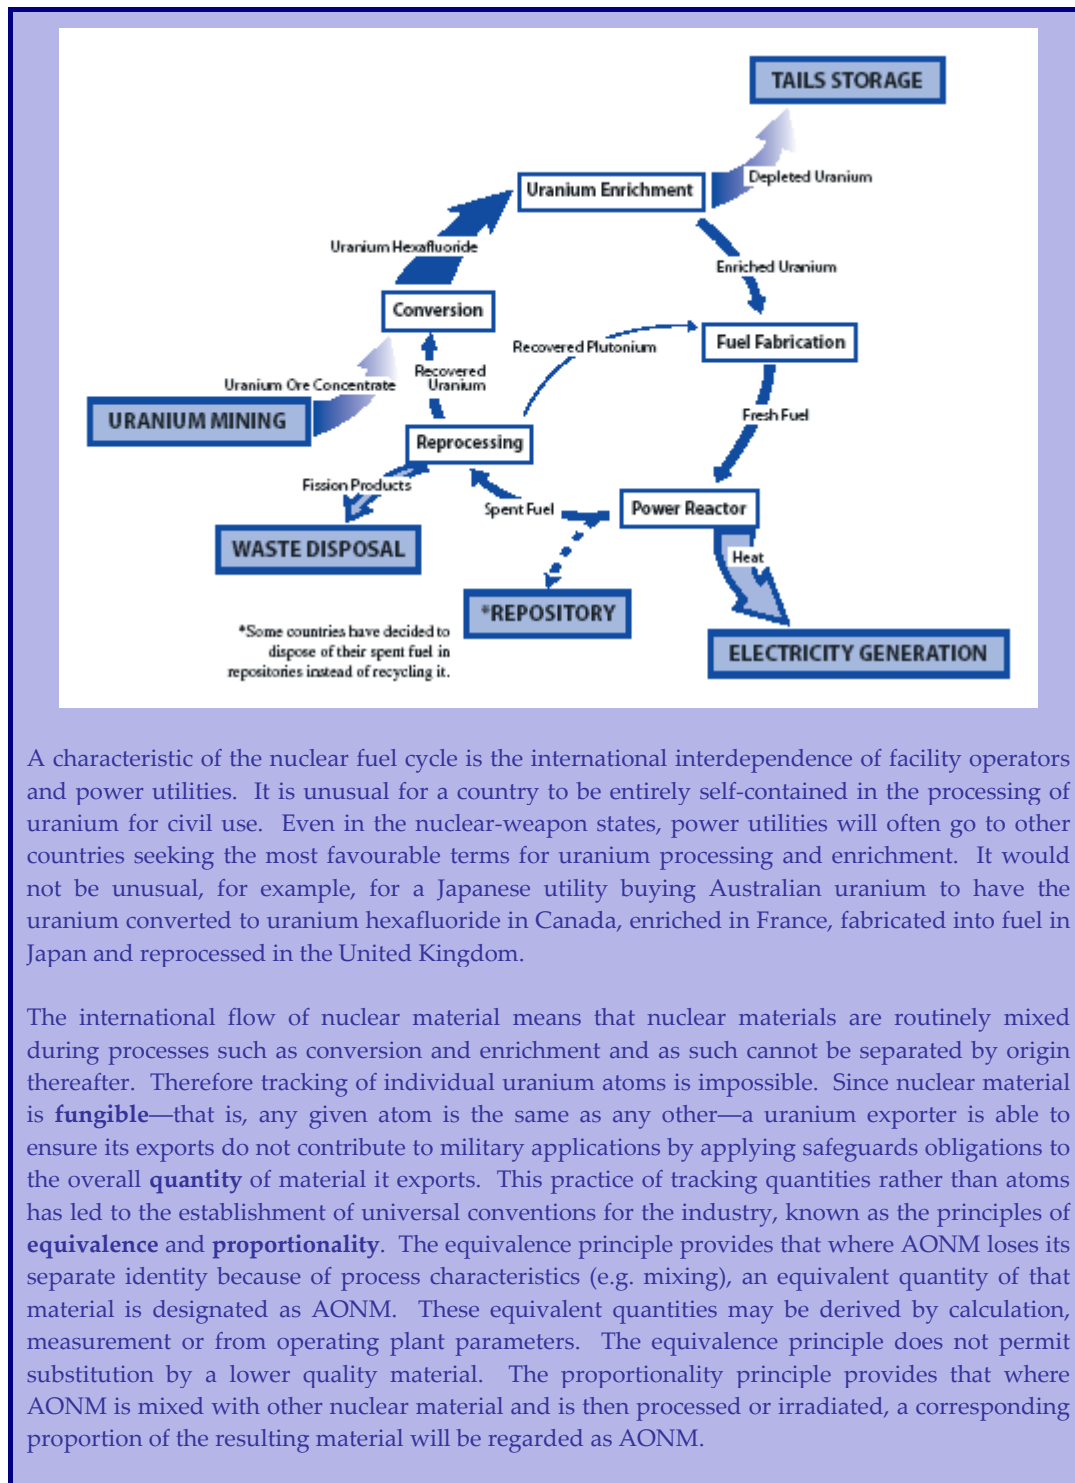 TAILS STORAGE
Depleted Uranium
Uranium Enrichment
Uranium Hexafluoride
Enriched Uranium
Conversion
Fuel Fabrication
Recovered Plutonium
Recovered
Uranium
Uranium Ore Concentrate
URANIUM MINING
Fresh Fuel
Reprocessing
Fission Products
Spent Fuel
Power Reactor
WASTE DISPOSAL
Heat
*REPOSITORY
*Some countries have decided to
dispose of their spent fuel in
repositories instead of recycling it.
ELECTRICITY GENERATION
A characteristic of the nuclear fuel cycle is the international interdependence of facility operators
and power utilities. It is unusual for a country to be entirely self-contained in the processing of
uranium for civil use. Even in the nuclear-weapon states, power utilities will often go to other
countries seeking the most favourable terms for uranium processing and enrichment. It would
not be unusual, for example, for a Japanese utility buying Australian uranium to have the
uranium converted to uranium hexafluoride in Canada, enriched in France, fabricated into fuel in
Japan and reprocessed in the United Kingdom.
The international flow of nuclear material means that nuclear materials are routinely mixed
during processes such as conversion and enrichment and as such cannot be separated by origin
thereafter. Therefore tracking of individual uranium atoms is impossible. Since nuclear material
is fungible—that is, any given atom is the same as any other—a uranium exporter is able to
ensure its exports do not contribute to military applications by applying safeguards obligations to
the overall quantity of material it exports. This practice of tracking quantities rather than atoms
has led to the establishment of universal conventions for the industry, known as the principles of
equivalence and proportionality. The equivalence principle provides that where AONM loses its
separate identity because of process characteristics (e.g. mixing), an equivalent quantity of that
material is designated as AONM. These equivalent quantities may be derived by calculation,
measurement or from operating plant parameters. The equivalence principle does not permit
substitution by a lower quality material. The proportionality principle provides that where
AONM is mixed with other nuclear material and is then processed or irradiated, a corresponding
proportion of the resulting material will be regarded as AONM.